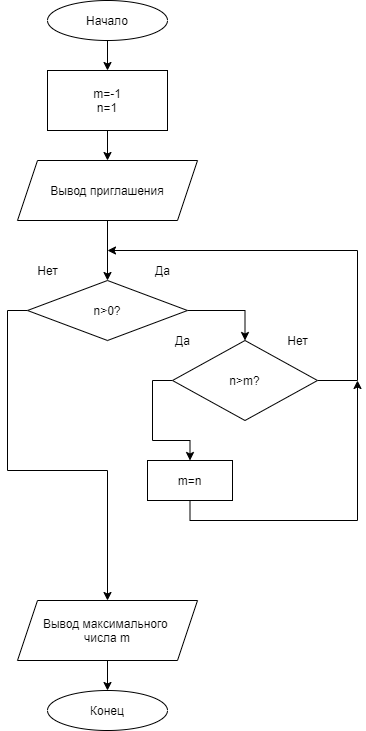 Начало
m=-1
n=1
Вывод приглашения
Нет
Да
n>0?
Да
Нет
n>m?
m=n
Вывод максимального
числа m
Конец